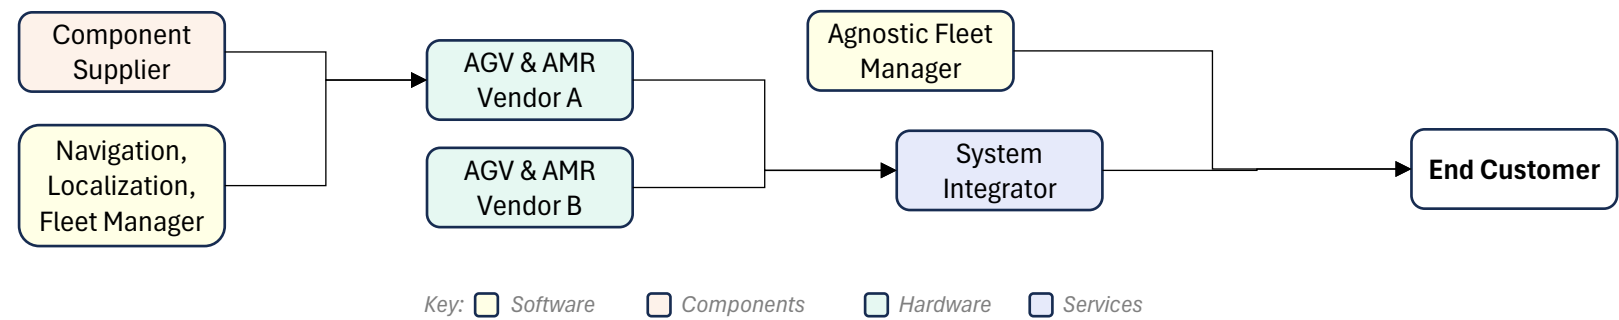 Component
Supplier
Navigation,
Localization,
Fleet Manager
AGV & AMR
Vendor A
AGV & AMR
Vendor B
Agnostic Fleet
Manager
System
Integrator
End Customer
Key: Software Components Hardware Services